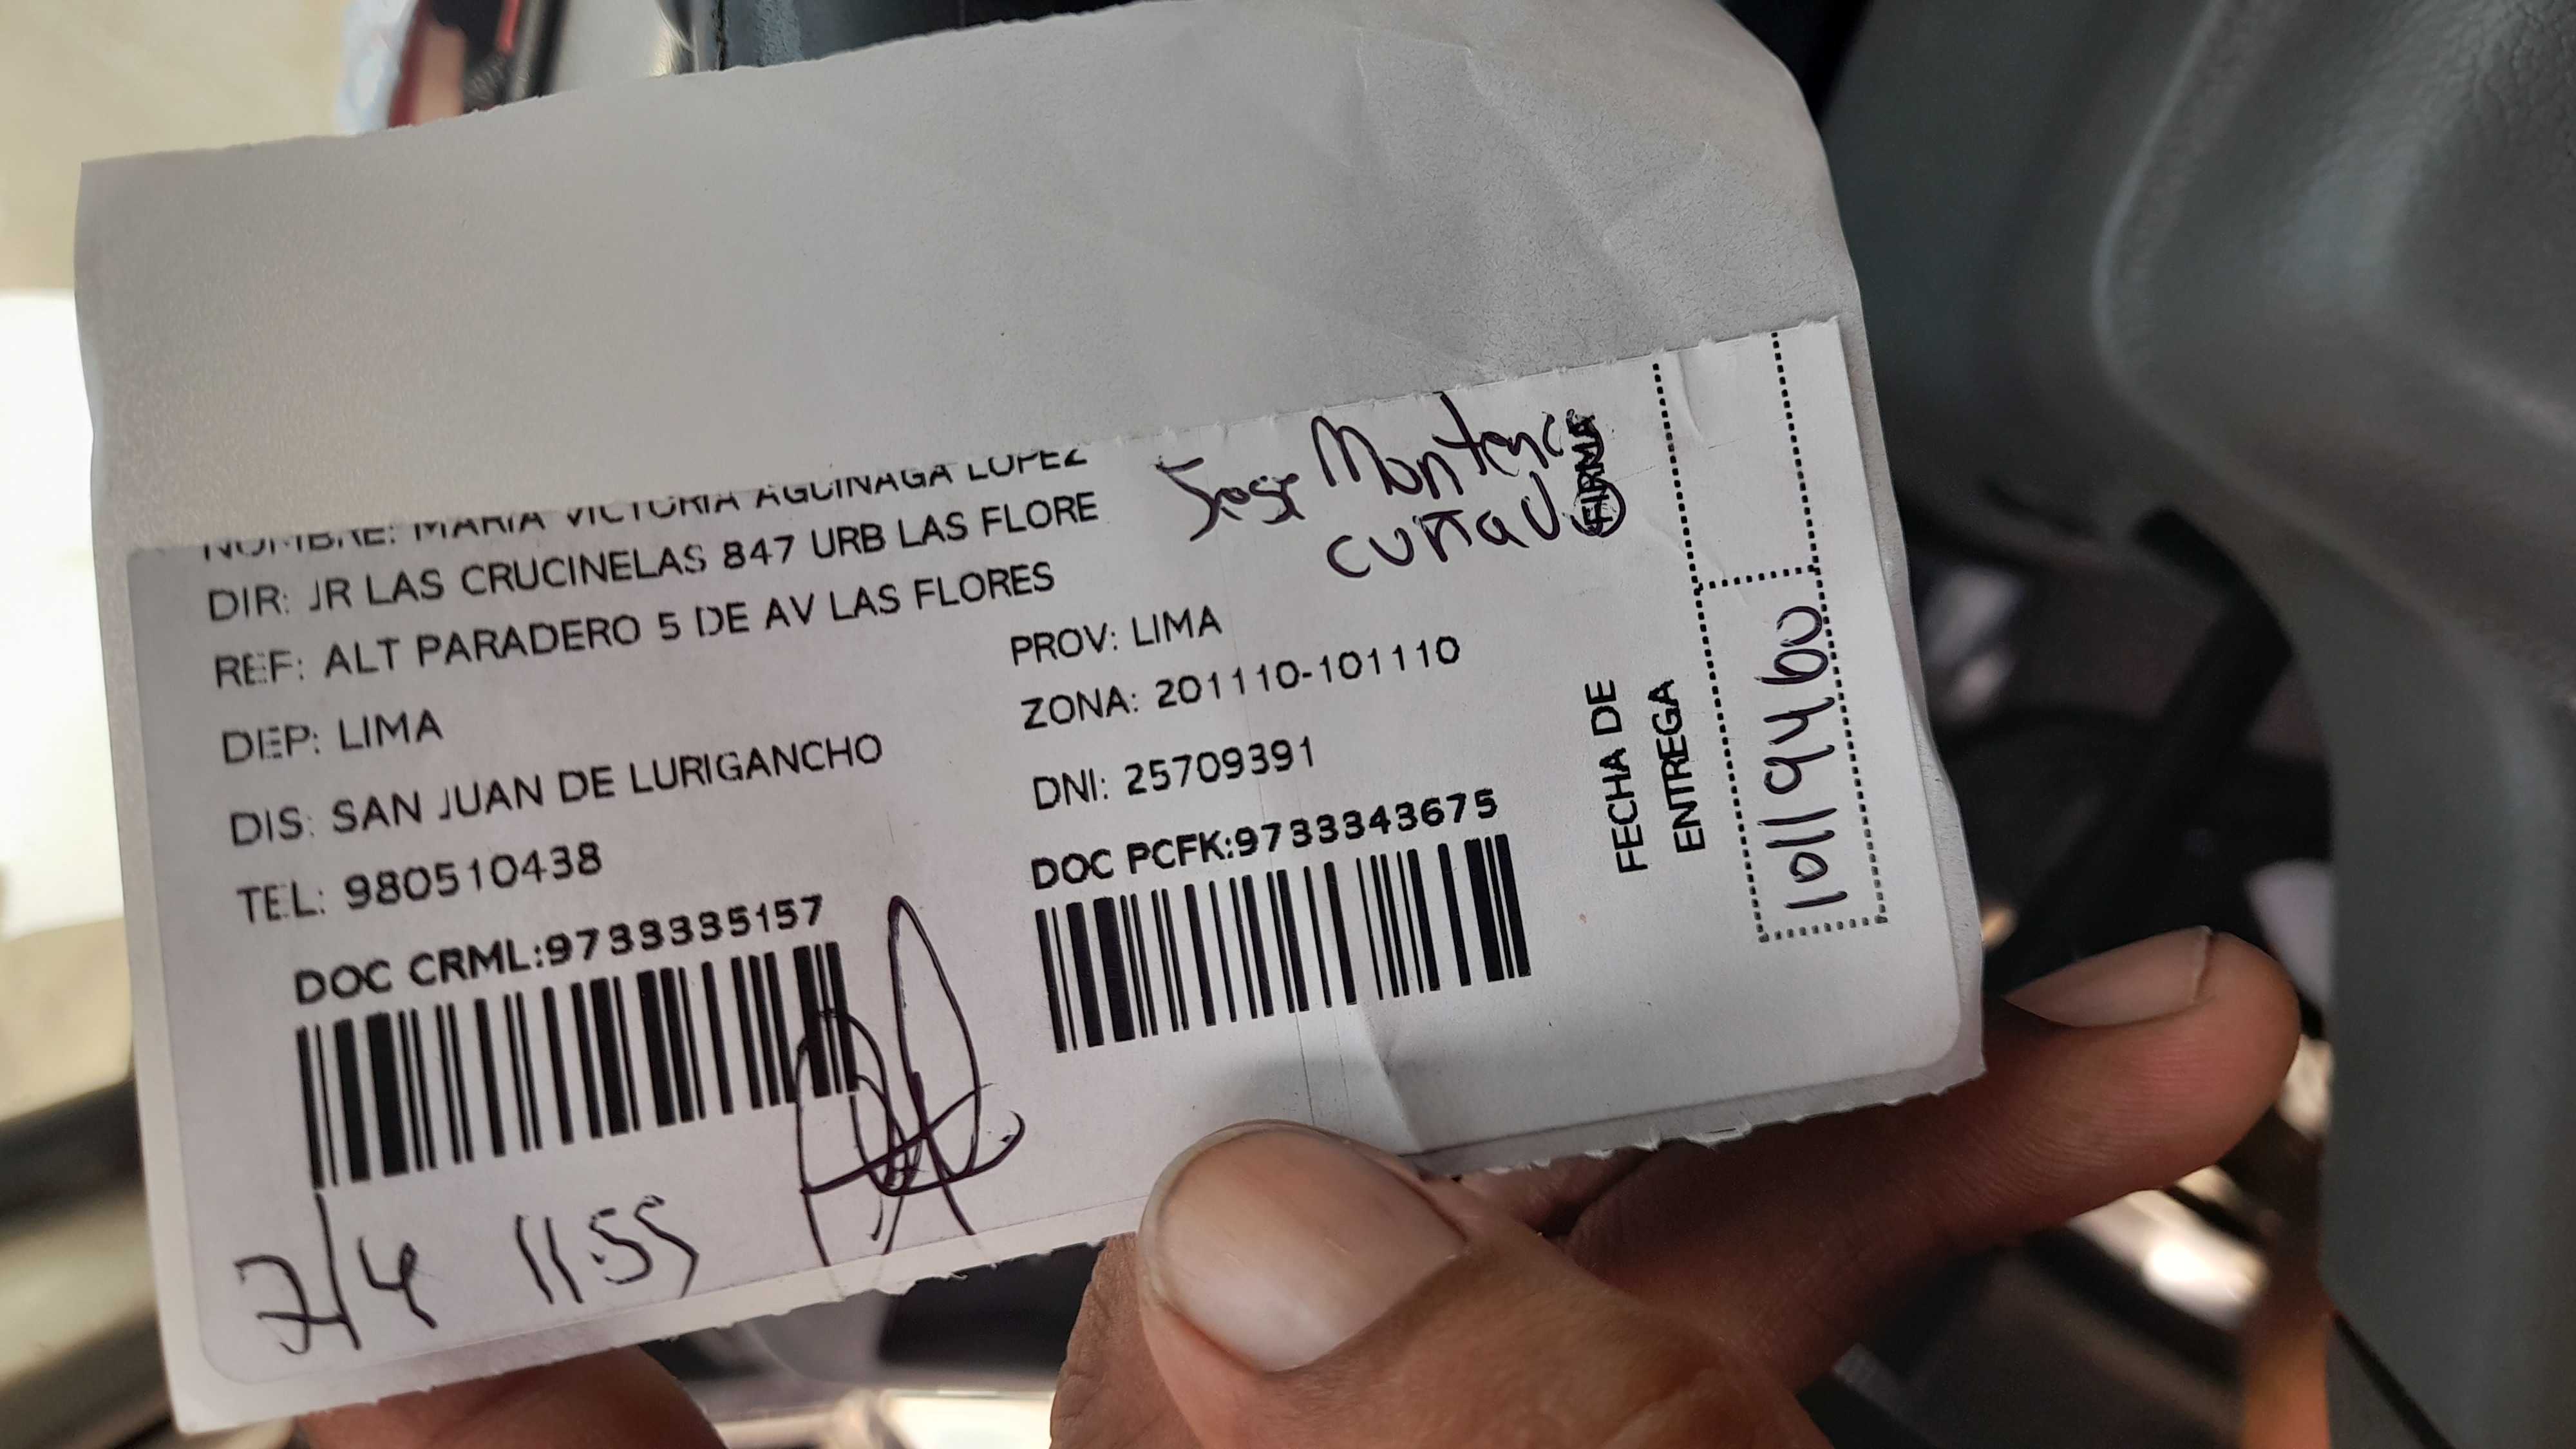 NOMBRE: MARIA VICTORIA AGUINAGA LOPEZ
DIR: JR LAS CRUCINELAS 847 URB LAS FLORE
REF: ALT PARADERO 5 DE AV LAS FLORES
DEP: LIMA
PROV: LIMA
DIS: SAN JUAN DE LURIGANCHO
ZONA: 201110-101110
TEL: 980510438
DNI: 25709391
DOC CRML:9733335157
DOC PCFK:9733343675
Jose
cuñado
FIRMA
FECHA DE
ENTREGA
10119460
7/4 11:55